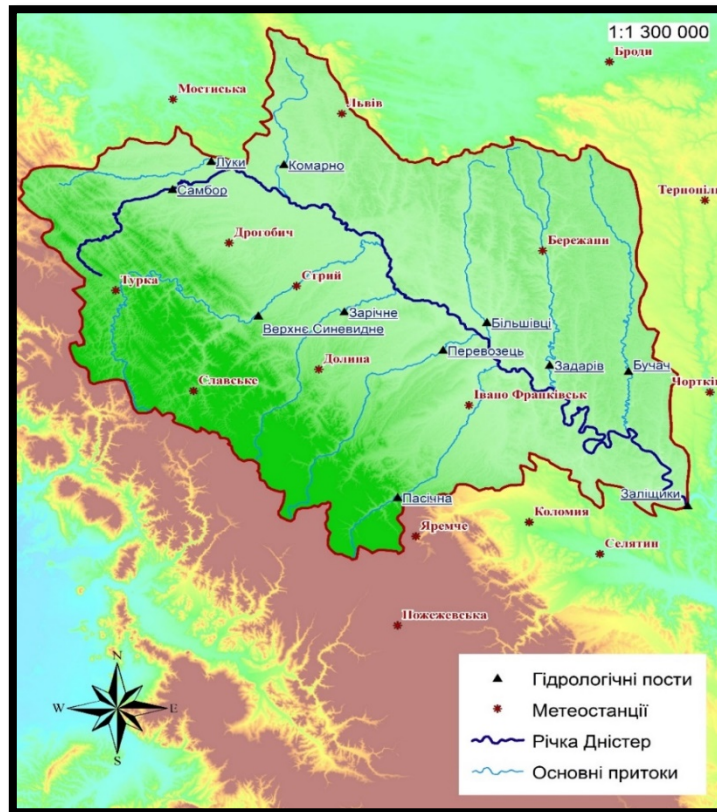 1:1 300 000
Броди
Мостиська
Львів
Луки
Комарно
Самбор
Тернопіль
Дрогобич
Бережани
Турка
Стрий
Зарічне
Верхнє Синевидне
Більшівці
Перевозець
Долина
Задарів
Бучач
Славське
Чортків
Івано Франківськ
Пасічна
Заліщики
Яремче
Коломия
Селятин
Пожежевська
N
W
E
S
Гідрологічні пости
Метеостанції
Річка Дністер
Основні притоки